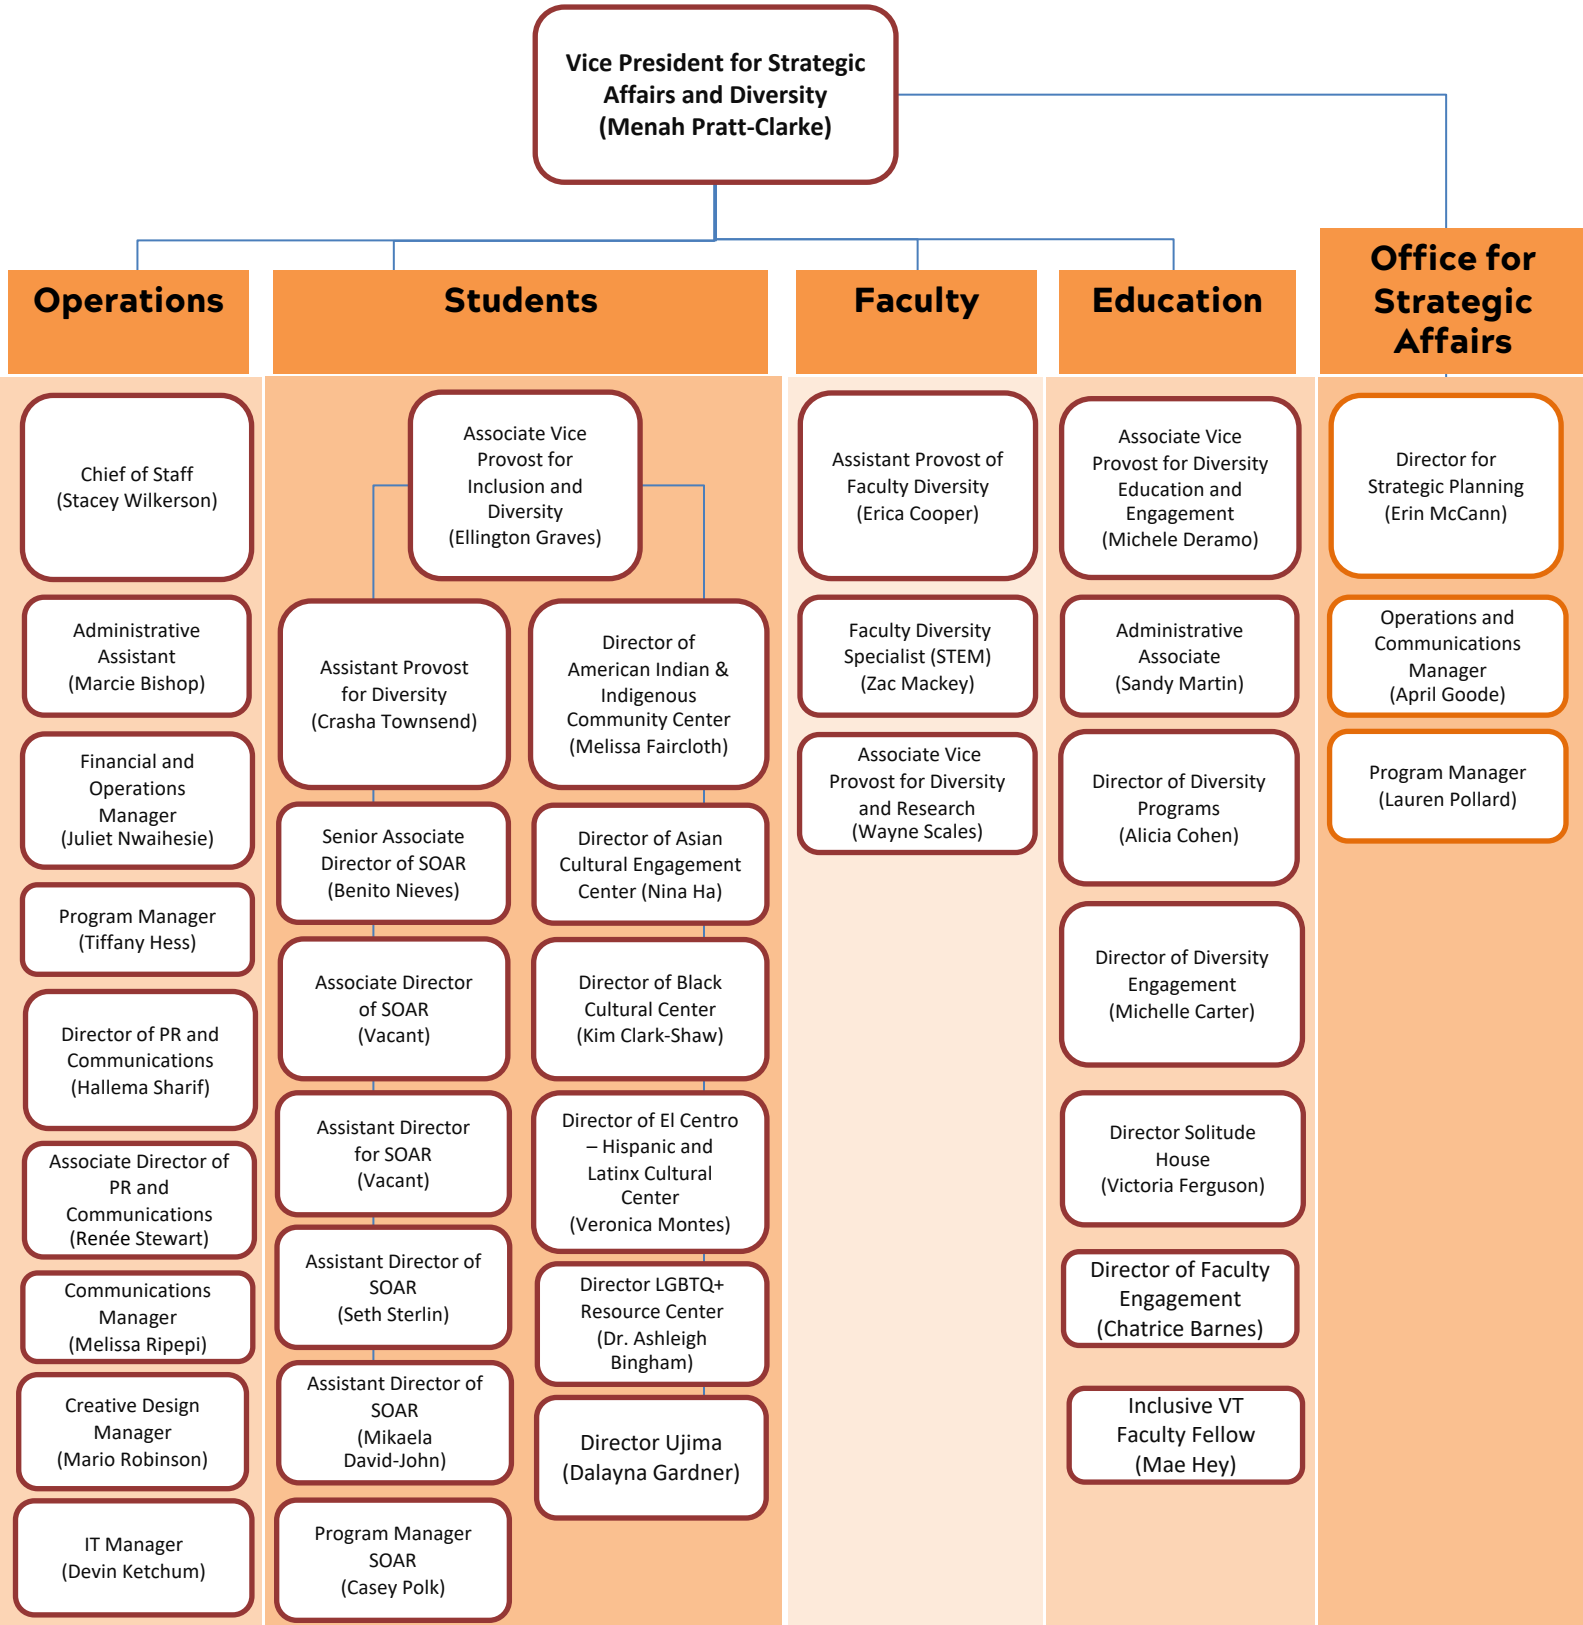 Vice President for Strategic
Affairs and Diversity
(Menah Pratt-Clarke)
Operations
Students
Faculty
Education
Office for
Strategic
Affairs
Chief of Staff
(Stacey Wilkerson)
Administrative
Assistant
(Marcie Bishop)
Financial and
Operations
Manager
(Juliet Nwaihesie)
Program Manager
(Tiffany Hess)
Director of PR and
Communications
(Hallema Sharif)
Associate Director of
PR and
Communications
(Renée Stewart)
Communications
Manager
(Melissa Ripepi)
Creative Design
Manager
(Mario Robinson)
IT Manager
(Devin Ketchum)
Associate Vice
Provost for
Inclusion and
Diversity
(Ellington Graves)
Assistant Provost
for Diversity
(Crasha Townsend)
Senior Associate
Director of SOAR
(Benito Nieves)
Associate Director
of SOAR
(Vacant)
Assistant Director
for SOAR
(Vacant)
Assistant Director of
SOAR
(Seth Sterlin)
Assistant Director of
SOAR
(Mikaela
David-John)
Program Manager
SOAR
(Casey Polk)
Director of
American Indian &
Indigenous
Community Center
(Melissa Faircloth)
Director of Asian
Cultural Engagement
Center (Nina Ha)
Director of Black
Cultural Center
(Kim Clark-Shaw)
Director of El Centro
– Hispanic and
Latinx Cultural
Center
(Veronica Montes)
Director LGBTQ+
Resource Center
(Dr. Ashleigh
Bingham)
Director Ujima
(Dalayna Gardner)
Assistant Provost of
Faculty Diversity
(Erica Cooper)
Faculty Diversity
Specialist (STEM)
(Zac Mackey)
Associate Vice
Provost for Diversity
and Research
(Wayne Scales)
Associate Vice
Provost for Diversity
Education and
Engagement
(Michele Deramo)
Administrative
Associate
(Sandy Martin)
Director of Diversity
Programs
(Alicia Cohen)
Director of Diversity
Engagement
(Michelle Carter)
Director Solitude
House
(Victoria Ferguson)
Director of Faculty
Engagement
(Chatrice Barnes)
Inclusive VT
Faculty Fellow
(Mae Hey)
Director for
Strategic Planning
(Erin McCann)
Operations and
Communications
Manager
(April Goode)
Program Manager
(Lauren Pollard)